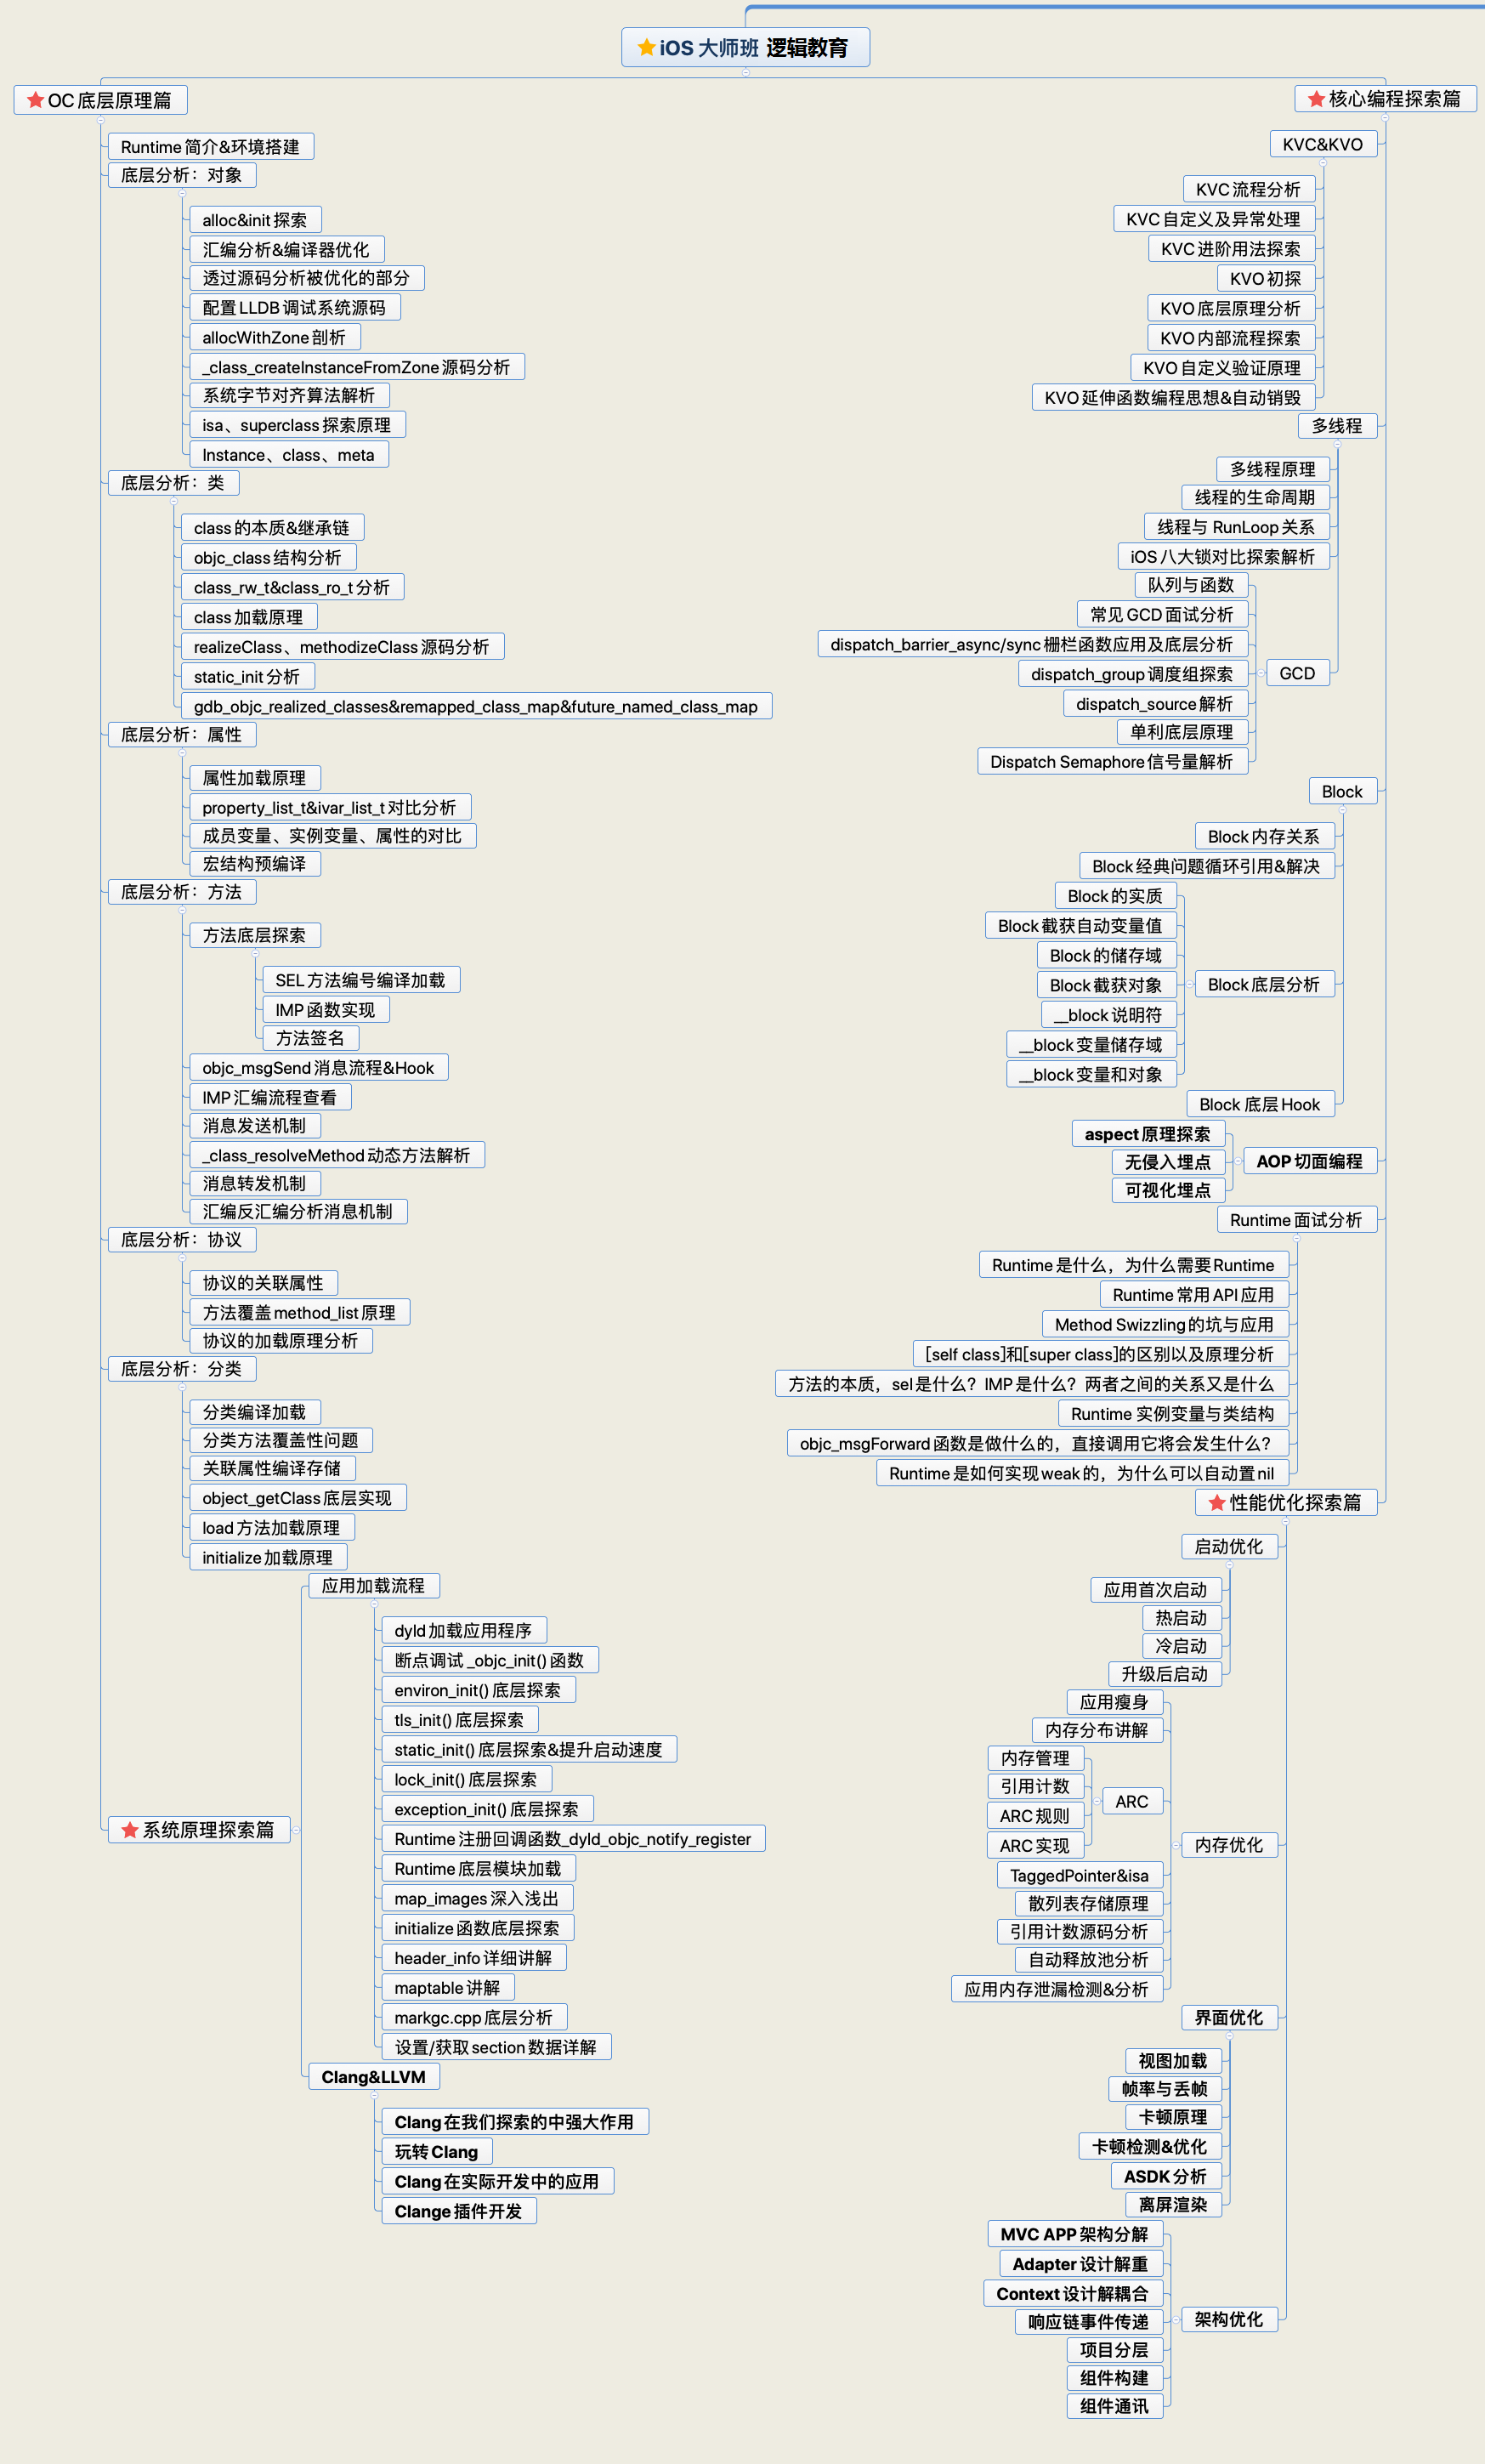 iOS 大师班 逻辑教育
OC 底层原理篇
Runtime 简介&环境搭建
底层分析：对象
alloc&init 探索
汇编分析&编译器优化
透过源码分析被优化的部分
配置 LLDB 调试系统源码
allocWithZone 剖析
_class_createInstanceFromZone 源码分析
系统字节对齐算法解析
isa、superclass 探索原理
Instance、class、meta
底层分析：类
class 的本质&继承链
objc_class 结构分析
class_rw_t&class_ro_t 分析
class 加载原理
realizeClass、methodizeClass 源码分析
static_init 分析
gdb_objc_realized_classes&remapped_class_map&future_named_class_map
底层分析：属性
属性加载原理
property_list_t&ivar_list_t 对比分析
成员变量、实例变量、属性的对比
宏结构预编译
底层分析：方法
方法底层探索
SEL 方法编号编译加载
IMP 函数实现
方法签名
objc_msgSend 消息流程&Hook
IMP 汇编流程查看
消息发送机制
_class_resolveMethod 动态方法解析
消息转发机制
汇编反汇编分析消息机制
底层分析：协议
协议的关联属性
方法覆盖 method_list 原理
协议的加载原理分析
底层分析：分类
分类编译加载
分类方法覆盖性问题
关联属性编译存储
object_getClass 底层实现
load 方法加载原理
initialize 加载原理
系统原理探索篇
应用加载流程
dyld 加载应用程序
断点调试 _objc_init() 函数
environ_init() 底层探索
tls_init() 底层探索
static_init() 底层探索&提升启动速度
lock_init() 底层探索
exception_init() 底层探索
Runtime 注册回调函数_dyld_objc_notify_register
Runtime 底层模块加载
map_images 深入浅出
initialize 函数底层探索
header_info 详细讲解
maptable 讲解
markgc.cpp 底层分析
设置/获取 section 数据详解
Clang&LLVM
Clang 在我们探索的中强大作用
玩转 Clang
Clang 在实际开发中的应用
Clange 插件开发
核心编程探索篇
KVC&KVO
KVC 流程分析
KVC 自定义及异常处理
KVC 进阶用法探索
KVO 初探
KVO 底层原理分析
KVO 内部流程探索
KVO 自定义验证原理
KVO 延伸函数编程思想&自动销毁
多线程
多线程原理
线程的生命周期
线程与 RunLoop 关系
iOS 八大锁对比探索解析
GCD
队列与函数
常见 GCD 面试分析
dispatch_barrier_async/sync 栅栏函数应用及底层分析
dispatch_group 调度组探索
dispatch_source 解析
单利底层原理
Dispatch Semaphore 信号量解析
Block
Block 内存关系
Block 经典问题循环引用&解决
Block 底层分析
Block 的实质
Block 截获自动变量值
Block 的储存域
Block 截获对象
__block 说明符
__block 变量储存域
__block 变量和对象
Block 底层 Hook
AOP 切面编程
aspect 原理探索
无侵入埋点
可视化埋点
Runtime 面试分析
Runtime 是什么，为什么需要 Runtime
Runtime 常用 API 应用
Method Swizzling 的坑与应用
[self class]和[super class]的区别以及原理分析
方法的本质，sel 是什么？IMP 是什么？两者之间的关系又是什么
Runtime 实例变量与类结构
objc_msgForward 函数是做什么的，直接调用它将会发生什么？
Runtime 是如何实现 weak 的，为什么可以自动置 nil
性能优化探索篇
启动优化
应用首次启动
热启动
冷启动
升级后启动
内存优化
应用瘦身
内存分布讲解
ARC
内存管理
引用计数
ARC 规则
ARC 实现
TaggedPointer&isa
散列表存储原理
引用计数源码分析
自动释放池分析
应用内存泄漏检测&分析
界面优化
视图加载
帧率与丢帧
卡顿原理
卡顿检测&优化
ASDK 分析
离屏渲染
架构优化
MVC APP 架构分解
Adapter 设计解重
Context 设计解耦合
响应链事件传递
项目分层
组件构建
组件通讯